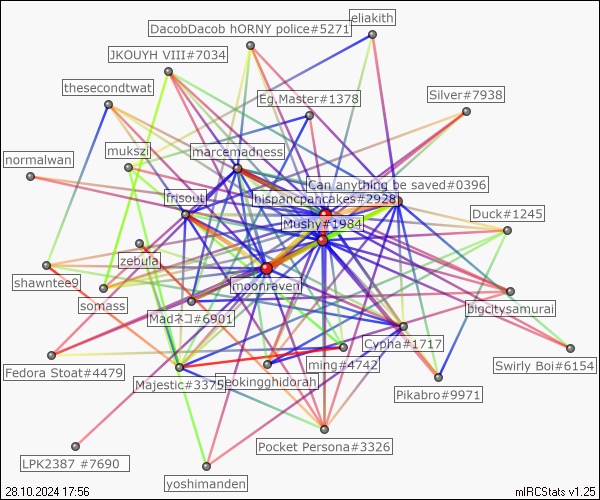 eliakith
DacobDacob hORNY police#5271
JKOUYH VIII#7034
thesecondtwat
Eg.Master#1378
Silver#7938
mukszi
marcemadness
normalwan
Can anything be saved#0396
frisout
hispancpancakes#2928
Duck#1245
Mushy#1984
zebula
shawntee9
moonraven
somass
Madネコ#6901
bigcitysamurai
Cypha#1717
Fedora Stoat#4479
ming#4742
Swirly Boi#6154
Majestic#3375
eokingghidorah
Pikabro#9971
Pocket Persona#3326
LPK2387 #7690
yoshimanden
28.10.2024 17:56
mIRCStats v1.25